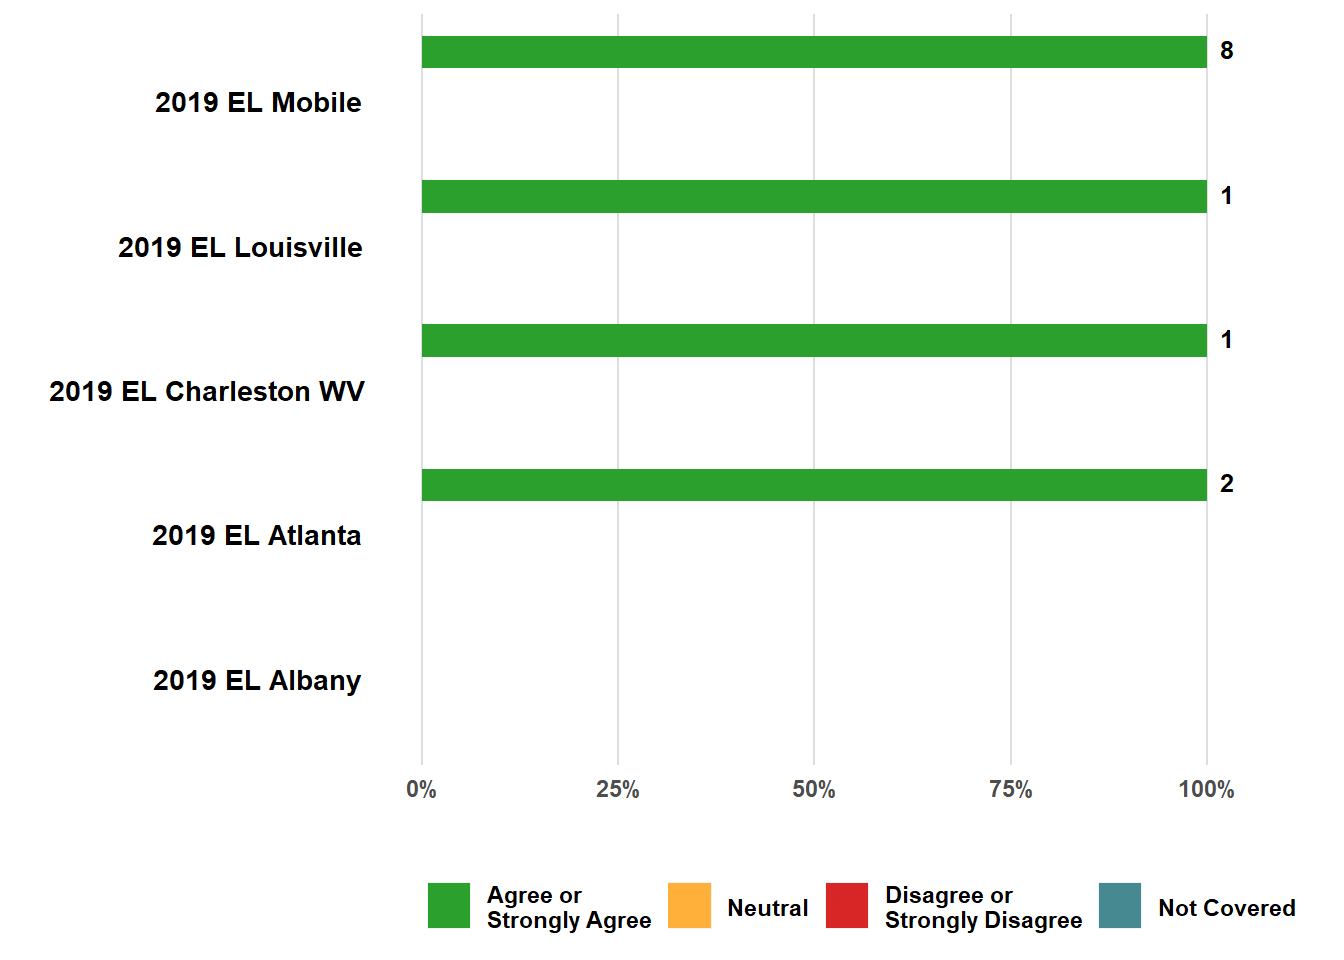 8
2019 EL Mobile
1
2019 EL Louisville
1
2019 EL Charleston WV
2
2019 EL Atlanta
2019 EL Albany
0% 25% 50% 75% 100%
Agree or
Strongly Agree
Neutral
Disagree or
Strongly Disagree
Not Covered